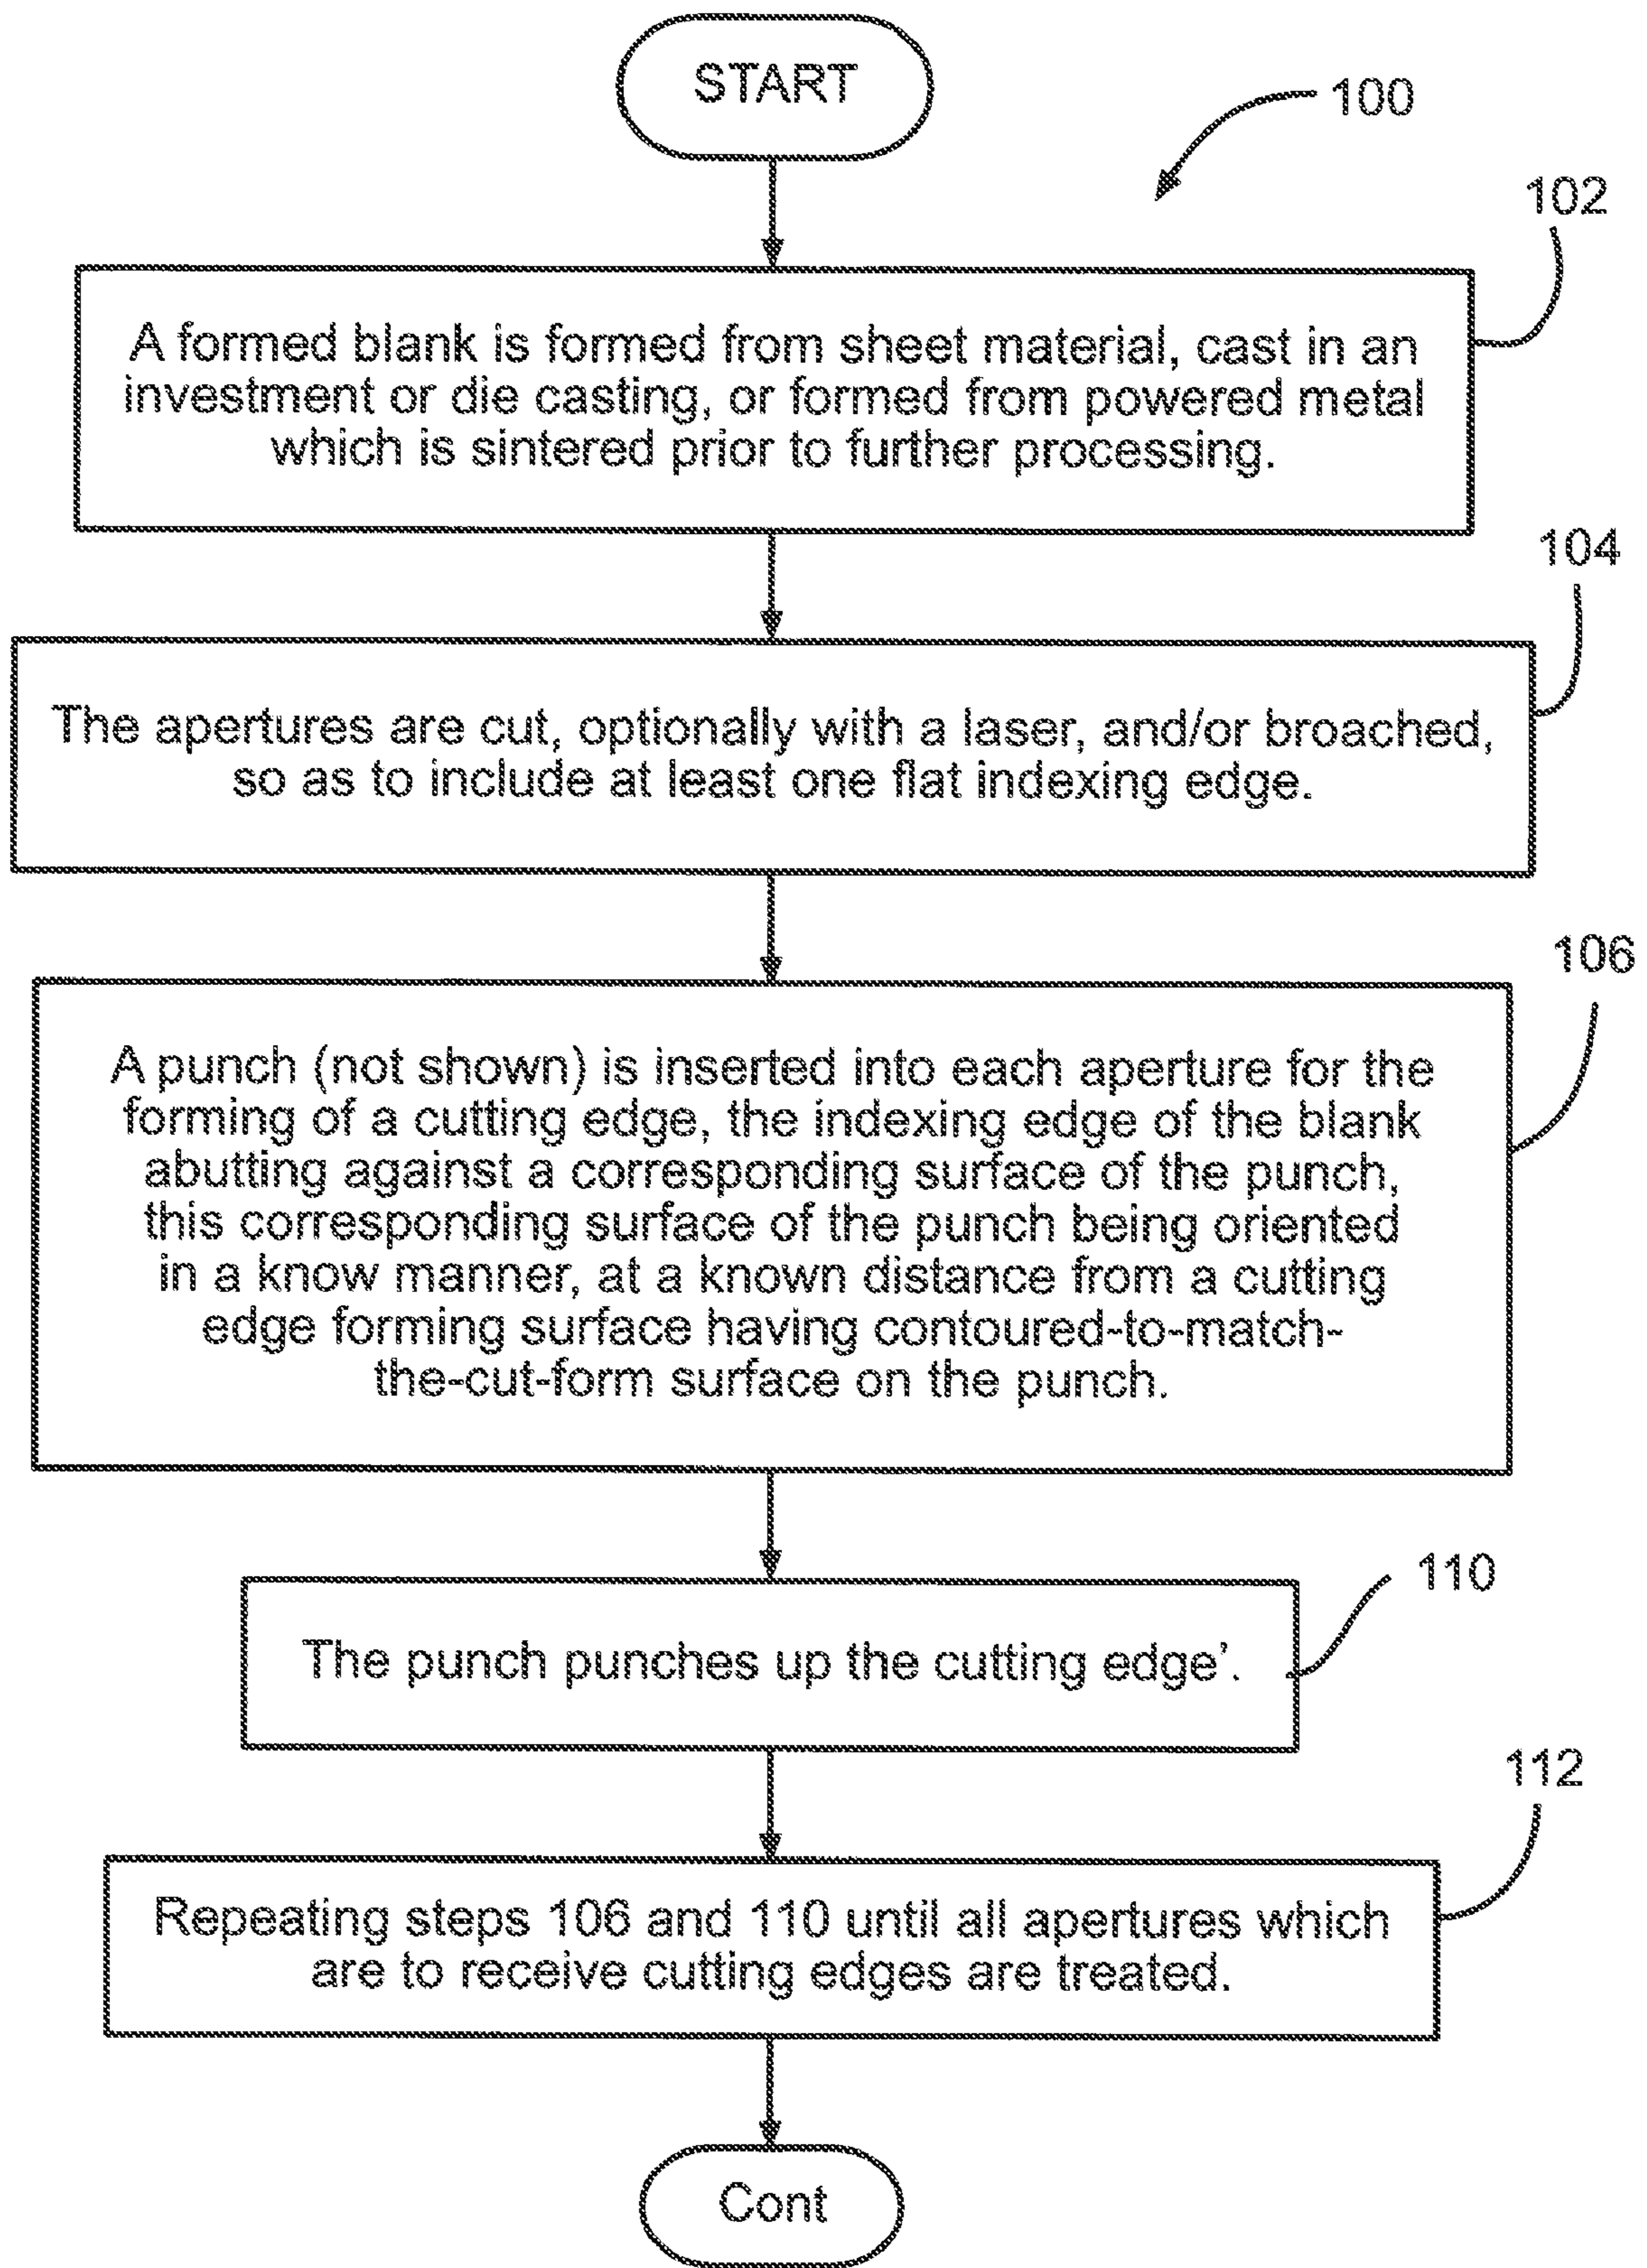 START
100
102
A formed blank is formed from sheet material, cast in an
investment or die casting, or formed from powered metal
which is sintered prior to further processing.
104
The apertures are cut, optionally with a laser, and/or broached,
so as to include at least one flat indexing edge.
106
A punch (not shown) is inserted into each aperture for the
forming of a cutting edge, the indexing edge of the blank
abutting against a corresponding surface of the punch,
this corresponding surface of the punch being oriented
in a know manner, at a known distance from a cutting
edge forming surface having contoured-to-match-
the-cut-form surface on the punch.
110
The punch punches up the cutting edge’.
112
Repeating steps 106 and 110 until all apertures which
are to receive cutting edges are treated.
Cont